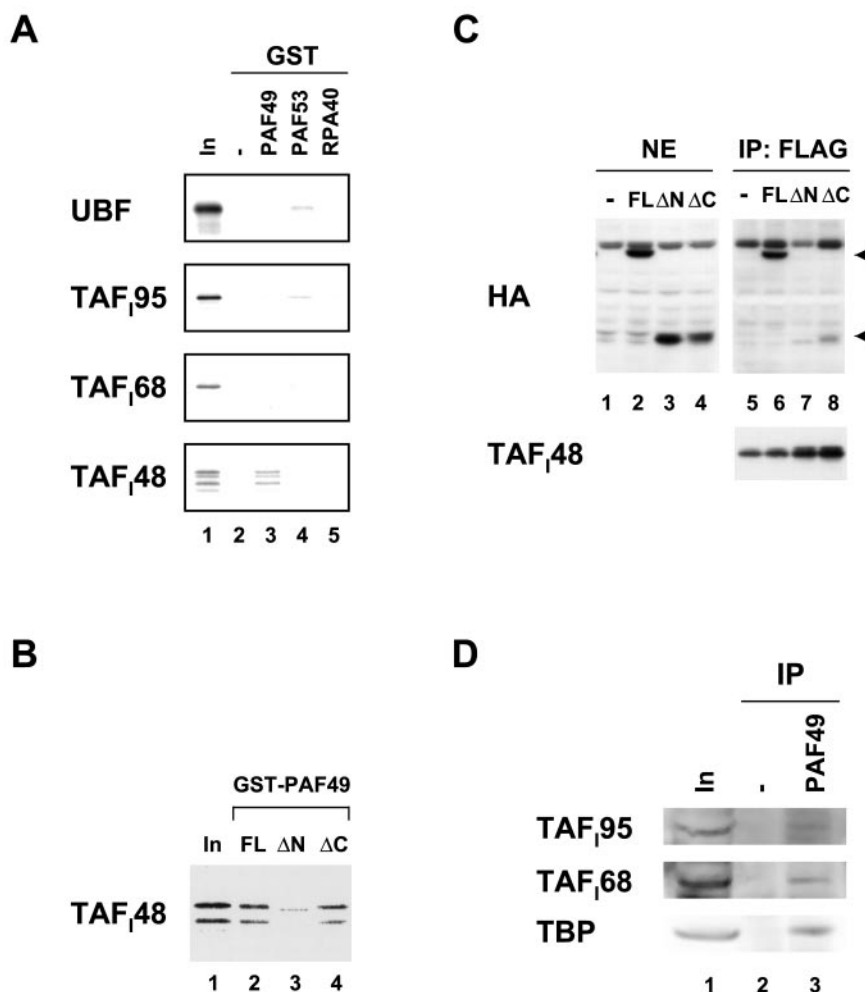 A
GST
In - PAF49 PAF53 RPA40
UBF
TAFI95
TAFI68
TAFI48
1 2 3 4 5
B
GST-PAF49
In FL ΔN ΔC
TAFI48
1 2 3 4
C
NE IP: FLAG
- FL ΔN ΔC - FL ΔN ΔC
HA
1 2 3 4 5 6 7 8
TAFI48
D
IP
In - PAF49
TAFI95
TAFI68
TBP
1 2 3